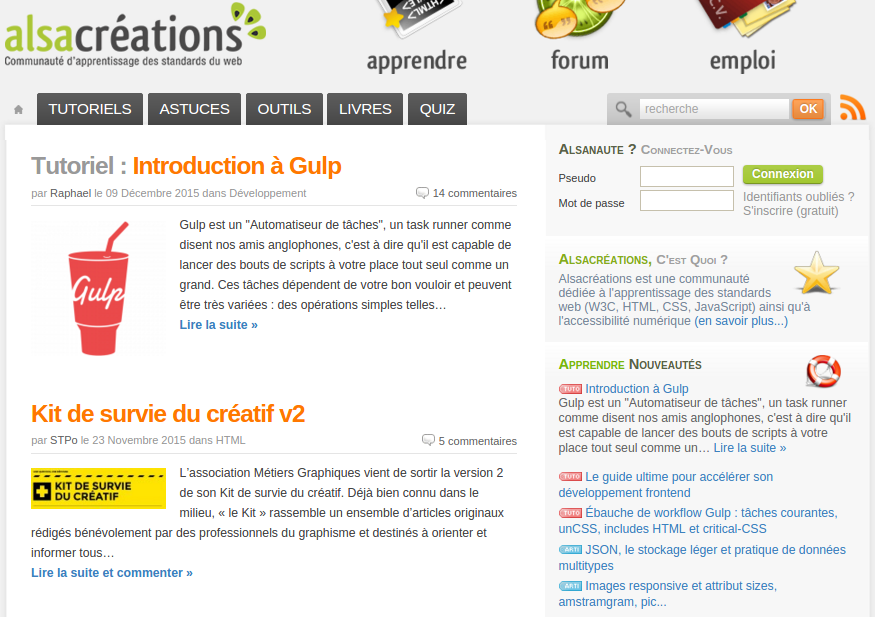 alsacréations
Communauté d'apprentissage des standards du web
HTML
C.V.
apprendre
forum
emploi
TUTORIELS
ASTUCES
OUTILS
LIVRES
QUIZ
recherche
OK
Tutoriel : Introduction à Gulp
par Raphael le 09 Décembre 2015 dans Développement
14 commentaires
Gulp
Gulp est un "Automatiseur de tâches", un task runner comme
disent nos amis anglophones, c'est à dire qu'il est capable de
lancer des bouts de scripts à votre place tout seul comme un
grand. Ces tâches dépendent de votre bon vouloir et peuvent
être très variées : des opérations simples telles…
Lire la suite »
Kit de survie du créatif v2
par STPo le 23 Novembre 2015 dans HTML
5 commentaires
KIT DE SURVIE
DU CRÉATIF
L'association Métiers Graphiques vient de sortir la version 2
de son Kit de survie du créatif. Déjà bien connu dans le
milieu, « le Kit » rassemble un ensemble d'articles originaux
rédigés bénévolement par des professionnels du graphisme et destinés à orienter et
informer tous…
Lire la suite et commenter »
Alsanaute ? Connectez-Vous
Pseudo
Connexion
Mot de passe
Identifiants oubliés ?
S'inscrire (gratuit)
Alsacréations, C'est Quoi ?
Alsacréations est une communauté
dédiée à l'apprentissage des standards
web (W3C, HTML, CSS, JavaScript) ainsi qu'à
l'accessibilité numérique (en savoir plus...)
Apprendre Nouveautés
TUTO Introduction à Gulp
Gulp est un "Automatiseur de tâches", un task runner
comme disent nos amis anglophones, c'est à dire qu'il
est capable de lancer des bouts de scripts à votre
place tout seul comme un… Lire la suite »
TUTO Le guide ultime pour accélérer son
développement frontend
TUTO Ébauche de workflow Gulp : tâches courantes,
unCSS, includes HTML et critical-CSS
ARTI JSON, le stockage léger et pratique de données
multitypes
ARTI Images responsive et attribut sizes,
amstramgram, pic...